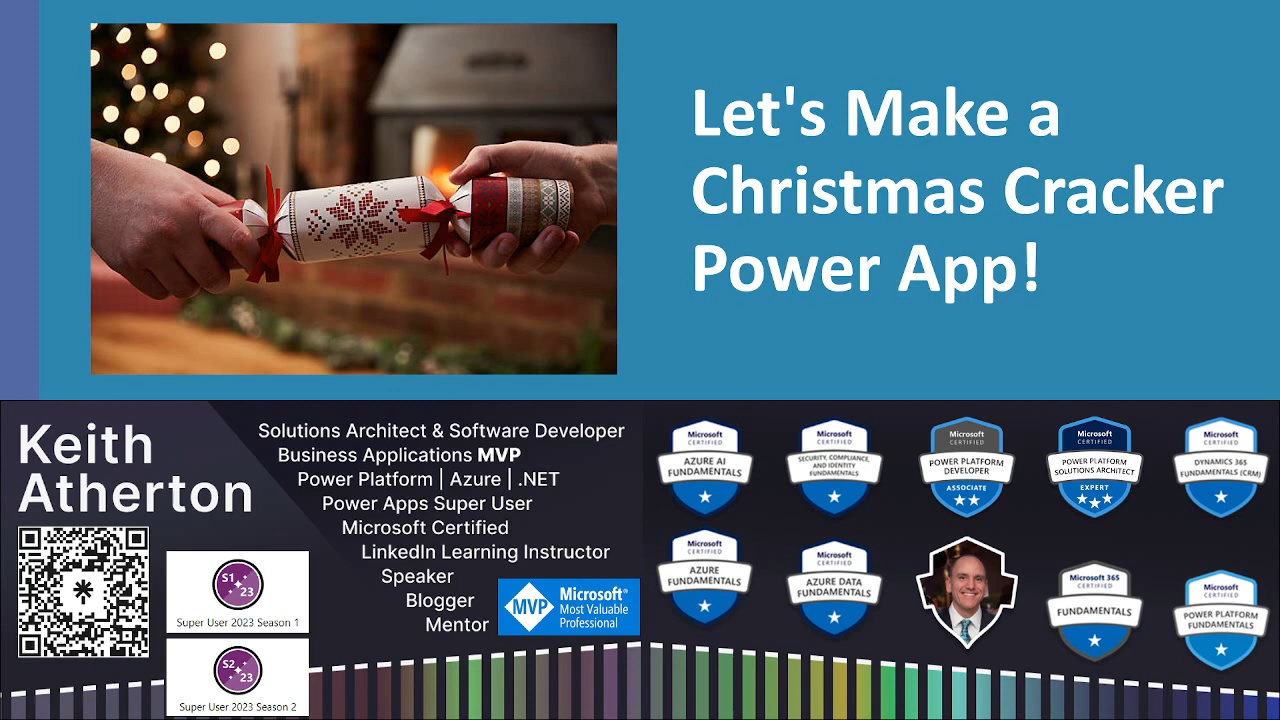 Let's Make a
Christmas Cracker
Power App!
Keith
Atherton
Solutions Architect & Software Developer
Business Applications MVP
Power Platform | Azure | .NET
Power Apps Super User
Microsoft Certified
LinkedIn Learning Instructor
Speaker
Blogger
Mentor
S1
23
Super User 2023 Season 1
S2
23
Super User 2023 Season 2
MVP
Microsoft®
Most Valuable
Professional
Microsoft
CERTIFIED
AZURE AI
FUNDAMENTALS
Microsoft
CERTIFIED
SECURITY, COMPLIANCE,
AND IDENTITY
FUNDAMENTALS
Microsoft
CERTIFIED
POWER PLATFORM
DEVELOPER
ASSOCIATE
Microsoft
CERTIFIED
POWER PLATFORM
SOLUTIONS ARCHITECT
EXPERT
Microsoft
CERTIFIED
DYNAMICS 365
FUNDAMENTALS (CRM)
Microsoft
CERTIFIED
AZURE
FUNDAMENTALS
Microsoft
CERTIFIED
AZURE DATA
FUNDAMENTALS
Microsoft 365
CERTIFIED
FUNDAMENTALS
Microsoft
CERTIFIED
POWER PLATFORM
FUNDAMENTALS